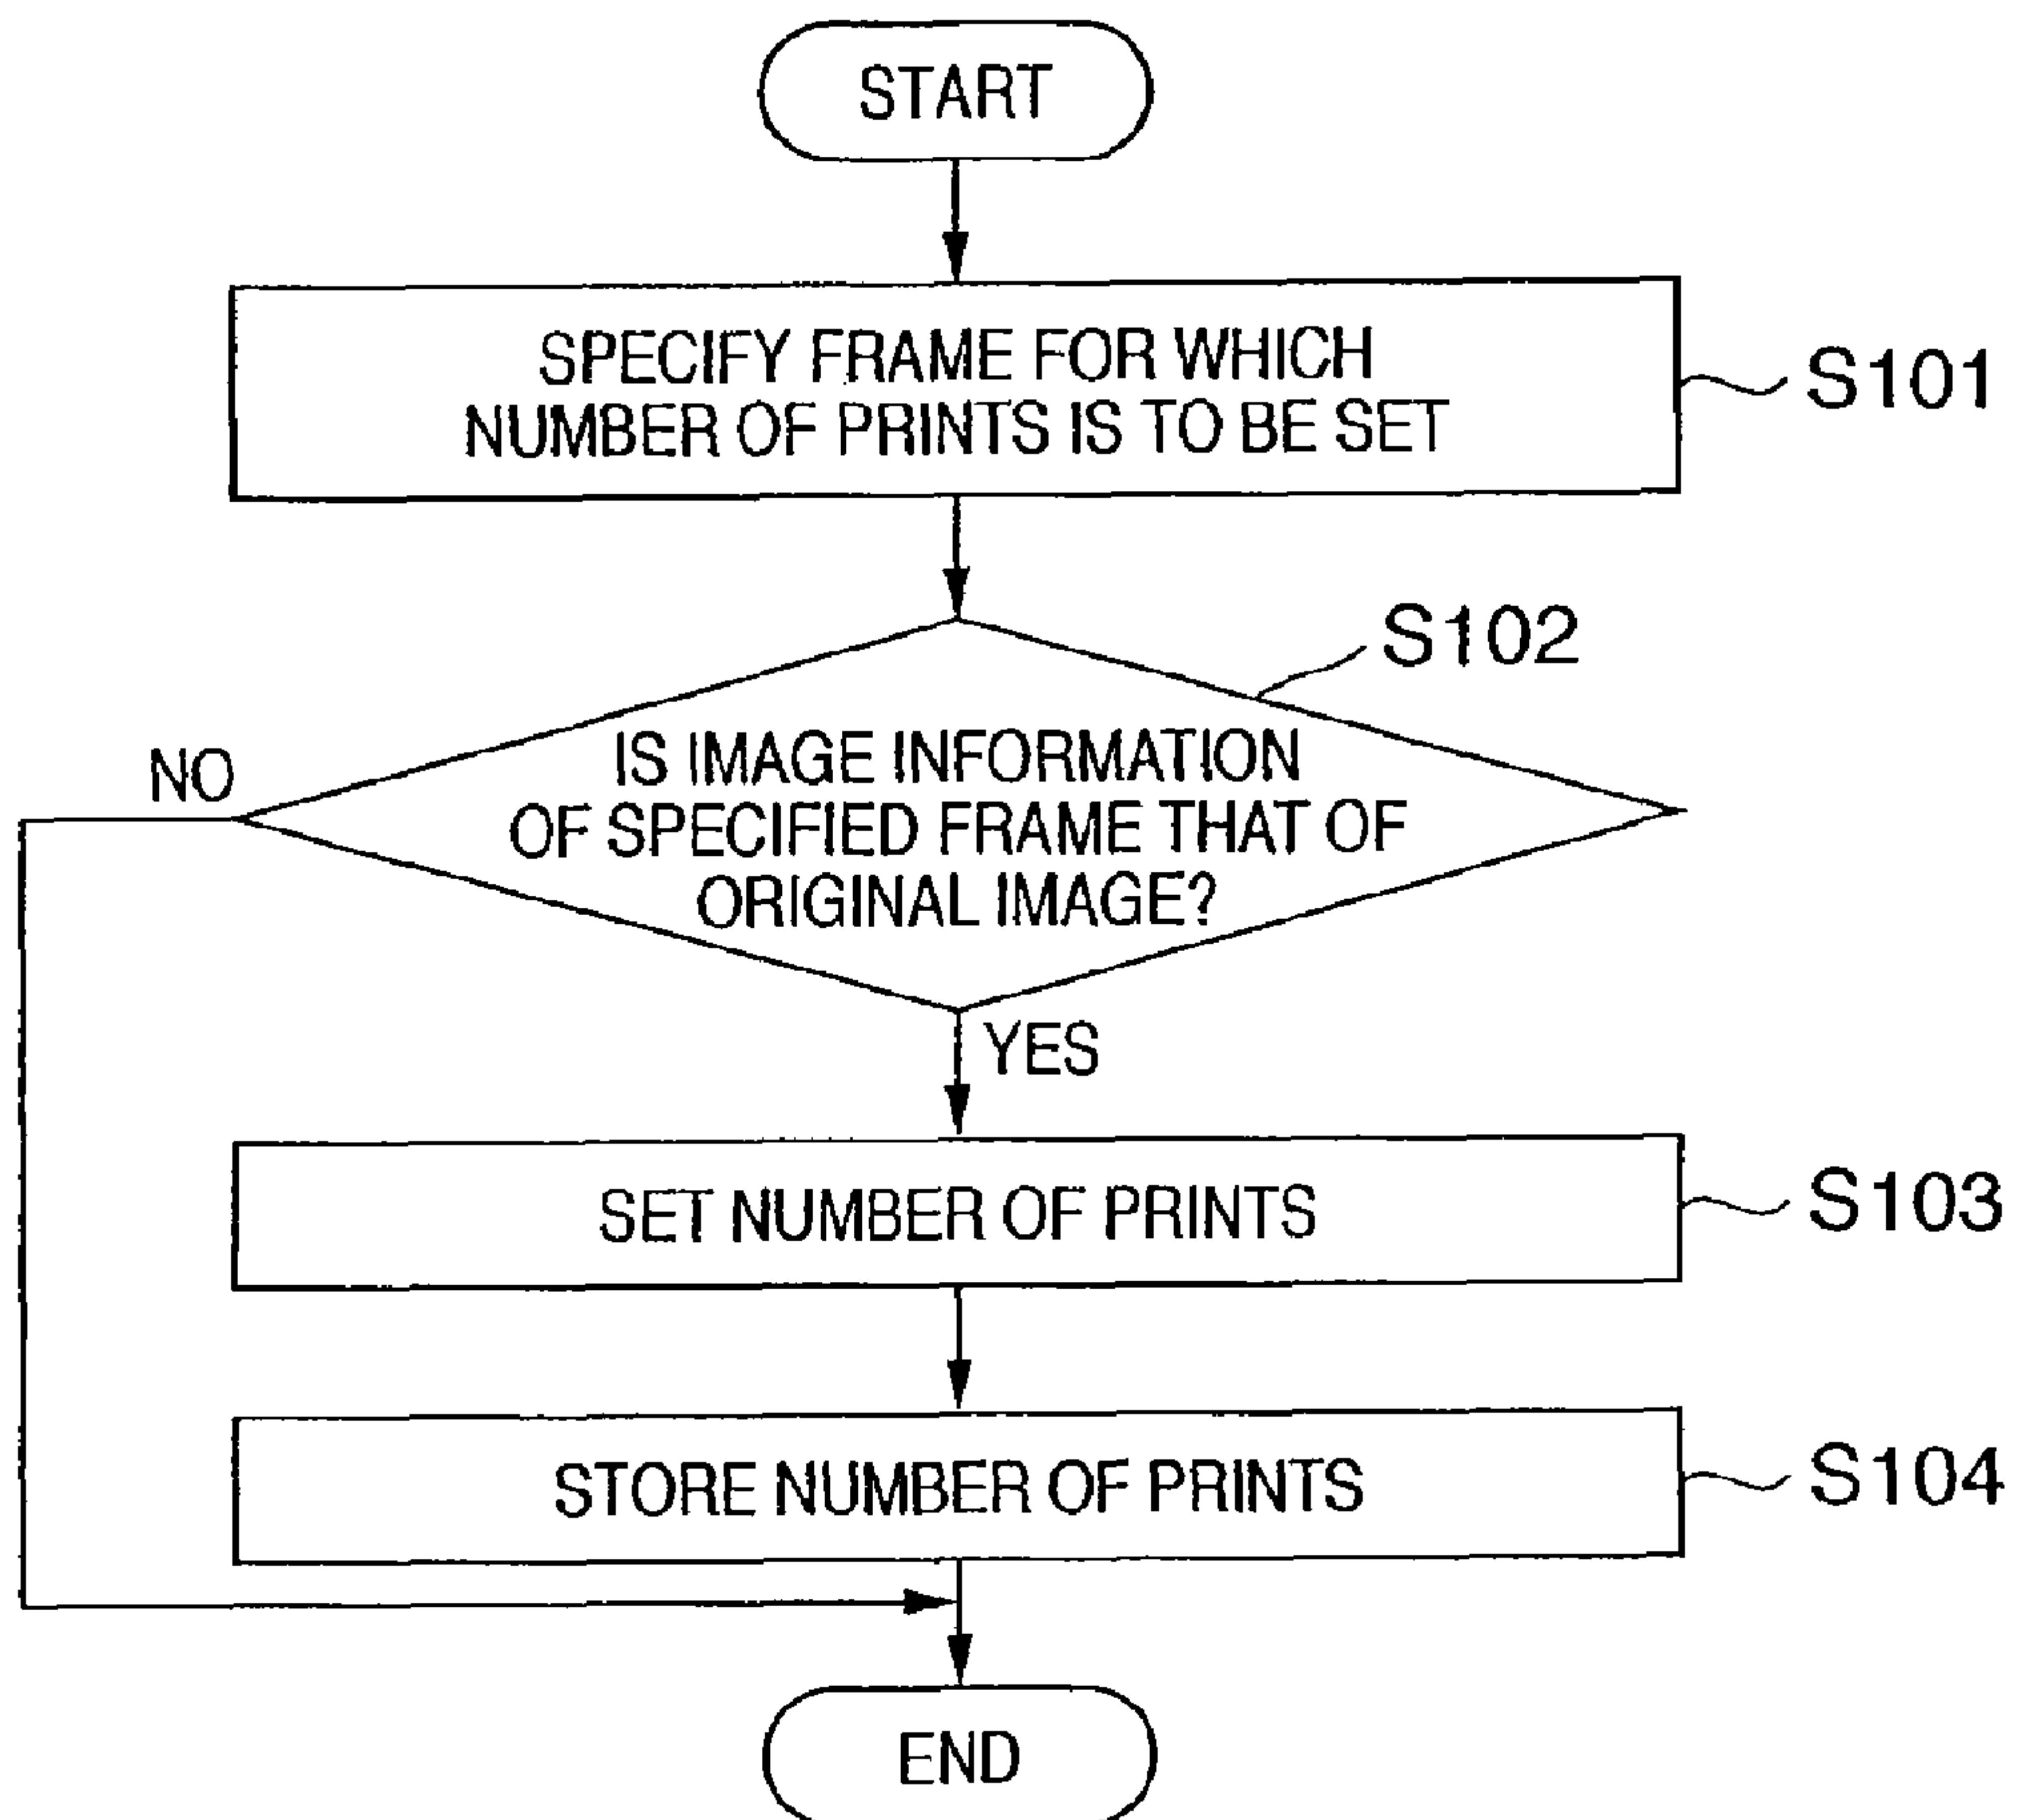 START
SPECIFY FRAME FOR WHICH
NUMBER OF PRINTS IS TO BE SET
S101
S102
IS IMAGE INFORMATION
OF SPECIFIED FRAME THAT OF
ORIGINAL IMAGE?
NO
YES
SET NUMBER OF PRINTS
S103
STORE NUMBER OF PRINTS
S104
END